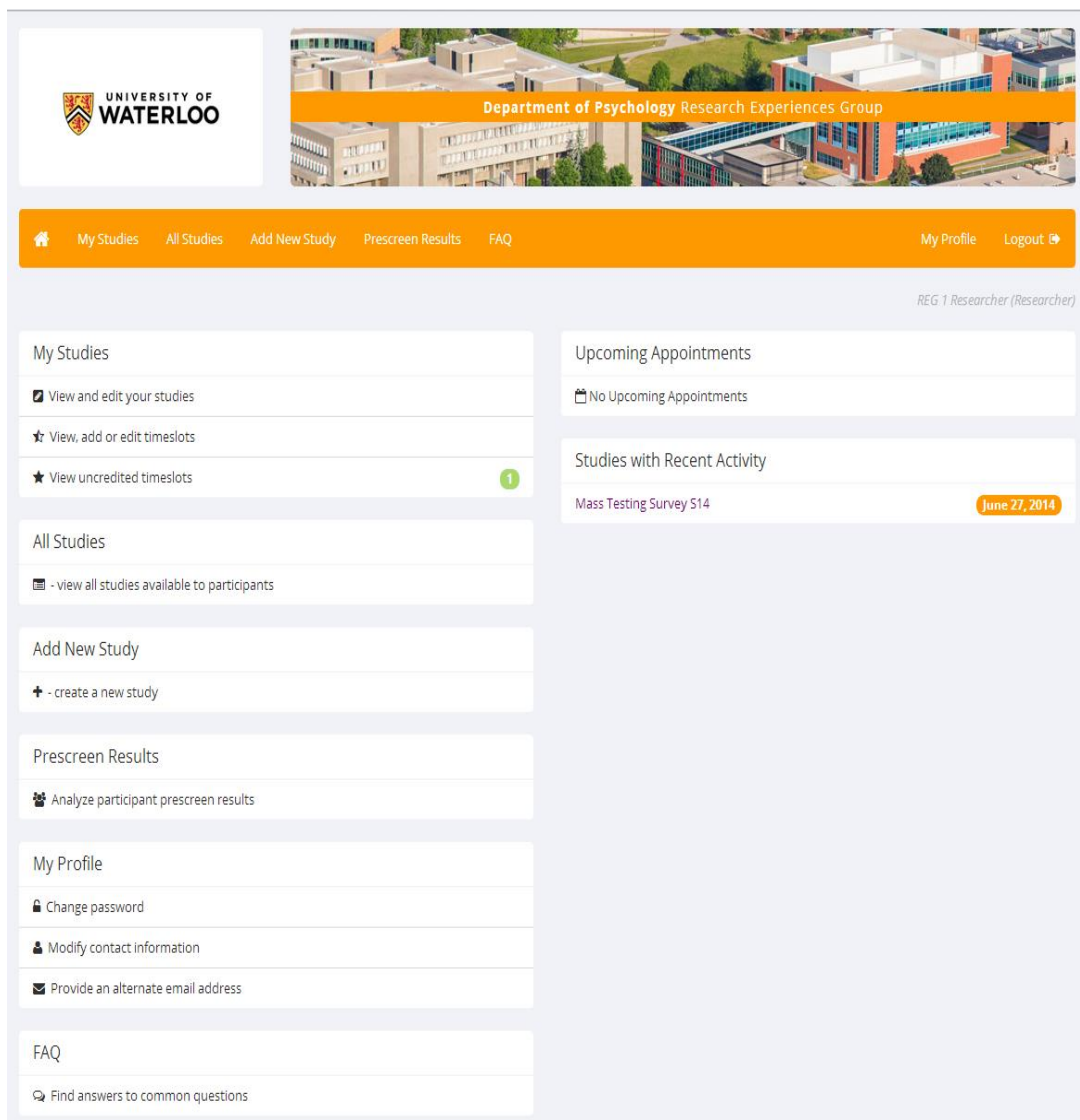 UNIVERSITY OF
WATERLOO
Department of Psychology Research Experiences Group
My Studies All Studies Add New Study Prescreen Results FAQ My Profile Logout
REG 1 Researcher (Researcher)
My Studies
View and edit your studies
View, add or edit timeslots
View uncredited timeslots 1
All Studies
- view all studies available to participants
Add New Study
- create a new study
Prescreen Results
Analyze participant prescreen results
My Profile
Change password
Modify contact information
Provide an alternate email address
FAQ
Find answers to common questions
Upcoming Appointments
No Upcoming Appointments
Studies with Recent Activity
Mass Testing Survey S14 June 27, 2014